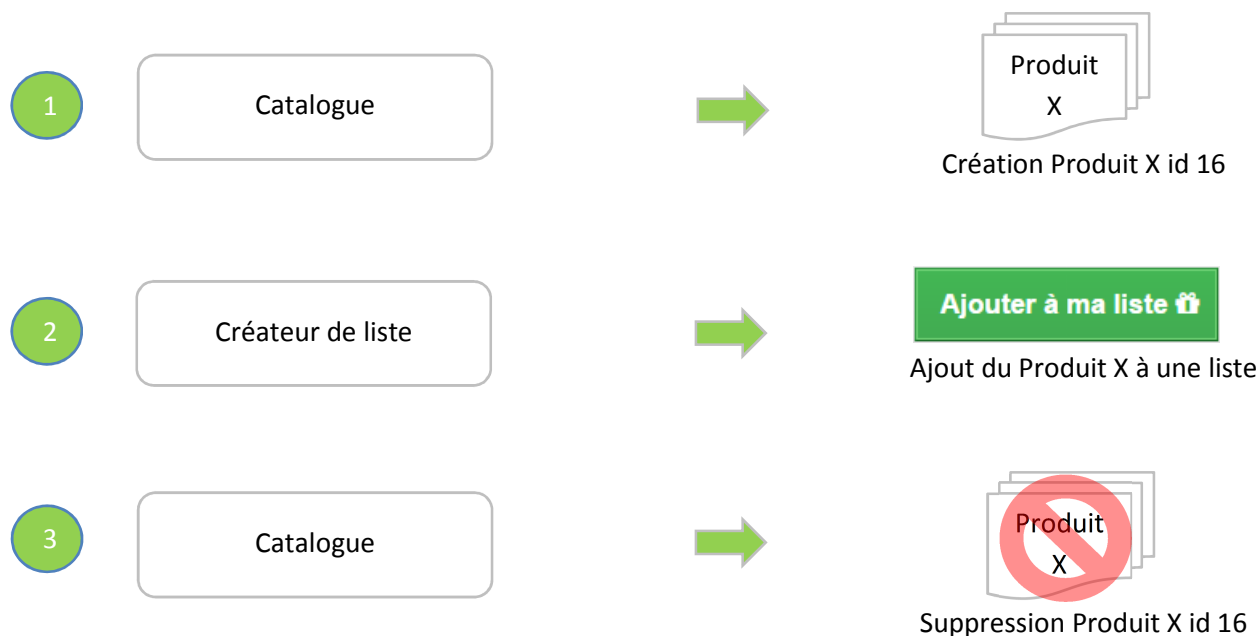 1
Catalogue
Produit
X
Création Produit X id 16
2
Créateur de liste
Ajouter à ma liste
Ajout du Produit X à une liste
3
Catalogue
Produit
X
Suppression Produit X id 16